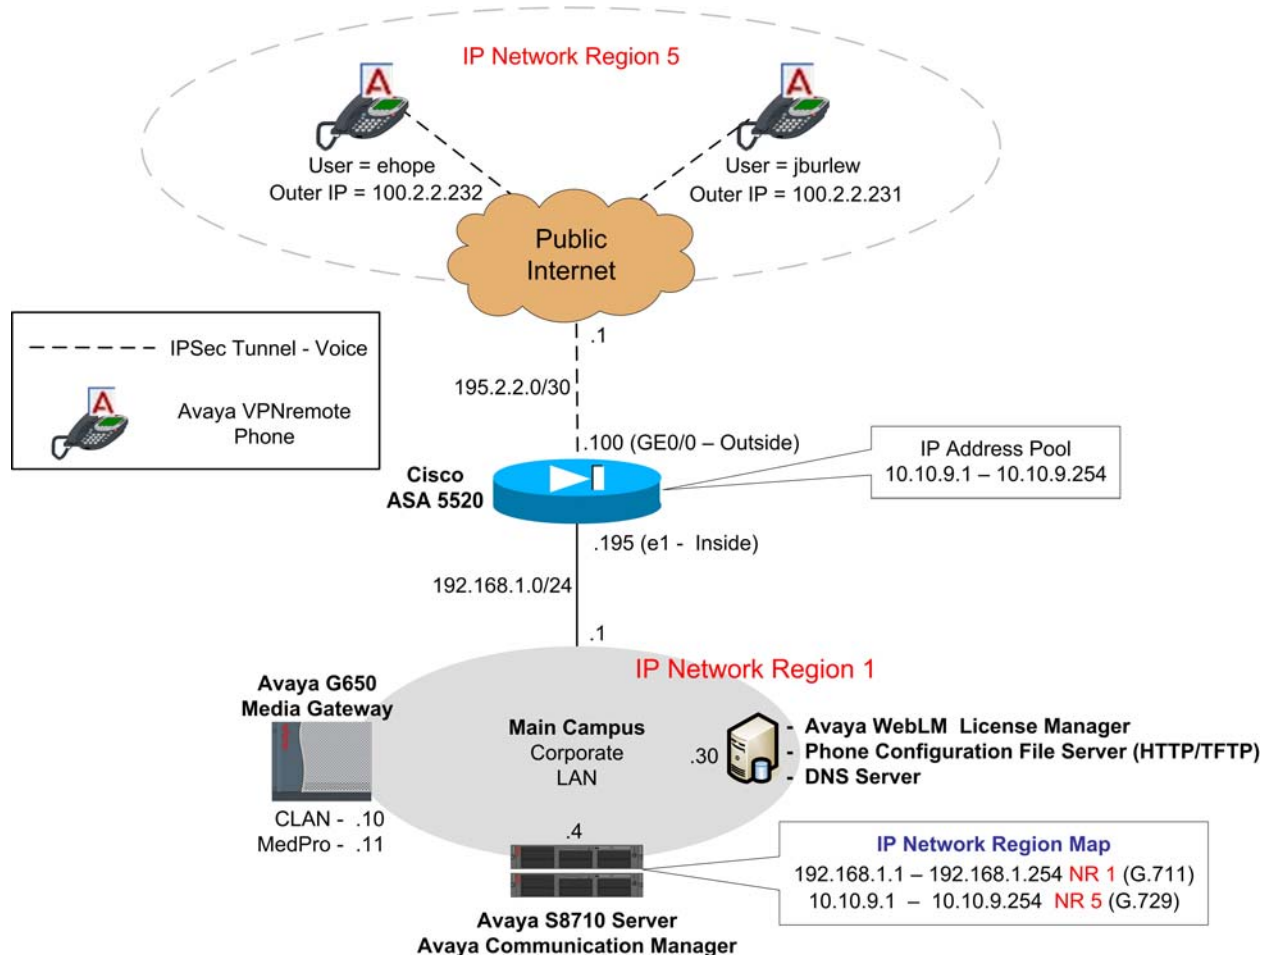 IP Network Region 5
A
A
User = ehope
Outer IP = 100.2.2.232
User = jburlew
Outer IP = 100.2.2.231
Public
Internet
.1
IPSec Tunnel - Voice
A
Avaya VPNremote
Phone
195.2.2.0/30
.100 (GE0/0 – Outside)
Cisco
ASA 5520
IP Address Pool
10.10.9.1 – 10.10.9.254
.195 (e1 - Inside)
192.168.1.0/24
.1
IP Network Region 1
Avaya G650
Media Gateway
Main Campus
Corporate
LAN
.30
- Avaya WebLM License Manager
- Phone Configuration File Server (HTTP/TFTP)
- DNS Server
CLAN - .10
MedPro - .11
.4
IP Network Region Map
192.168.1.1 – 192.168.1.254 NR 1 (G.711)
10.10.9.1 – 10.10.9.254 NR 5 (G.729)
Avaya S8710 Server
Avaya Communication Manager